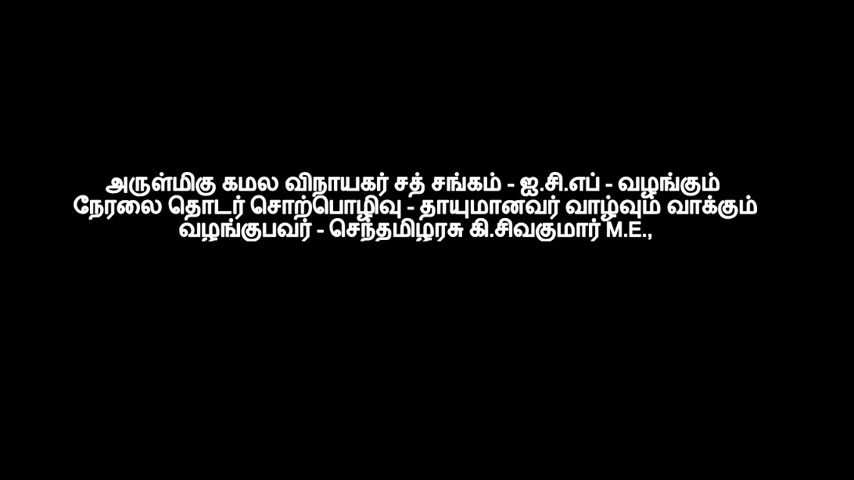 அருள்மிகு கமல விநாயகர் சத் சங்கம் - ஐ.சி.எப் - வழங்கும்
நேரலை தொடர் சொற்பொழிவு - தாயுமானவர் வாழ்வும் வாக்கும்
வழங்குபவர் - செந்தமிழரசு கி.சிவகுமார் M.E.,